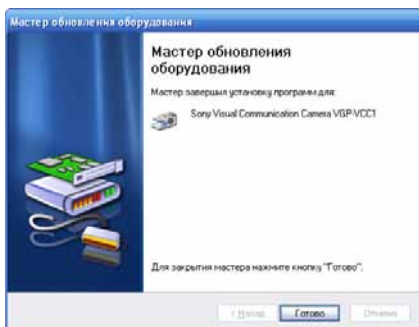 Мастер обновления оборудования
Мастер обновления
оборудования
Мастер завершил установку программ для:
Sony Visual Communication Camera VGP-VCC1
Для закрытия мастера нажмите кнопку "Готово".
< Назад
Готово
Отмена